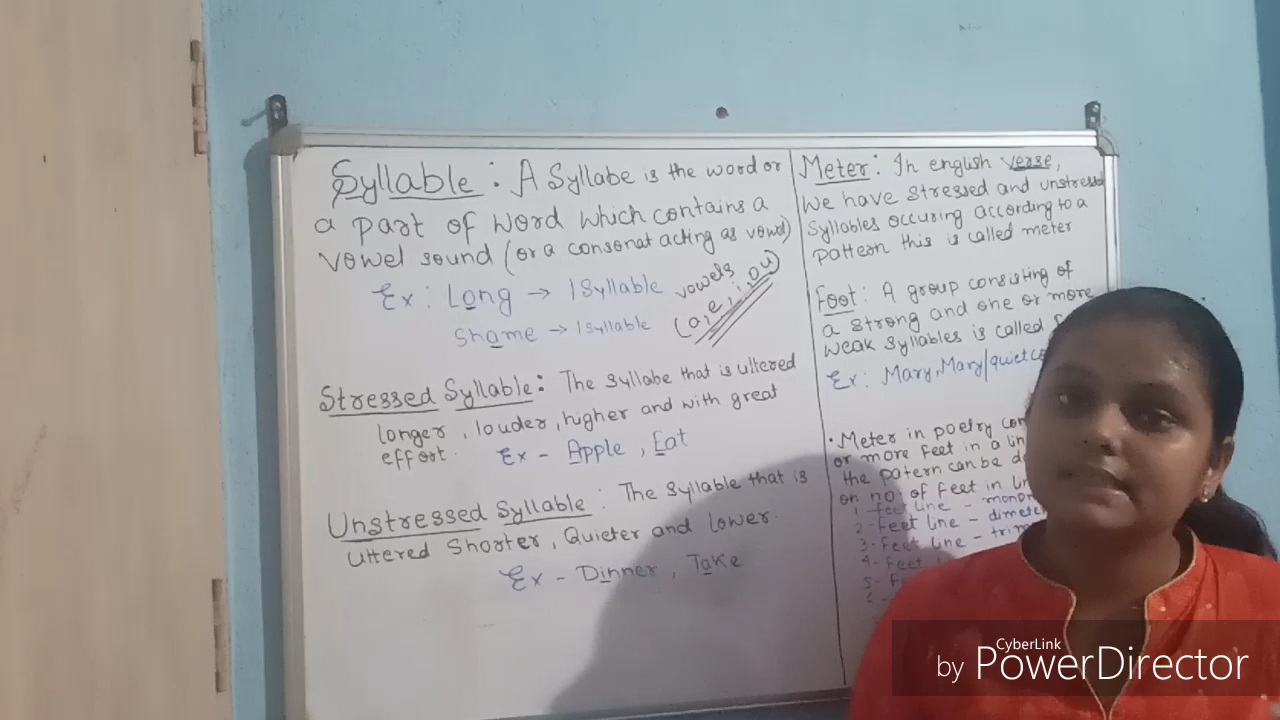 Syllable : A Syllabe is the word or
a part of word which contains a
vowel sound (or a consonat acting as vowel)
Ex : Long → 1 Syllable
Shame → 1 Syllable
vowels
(a, e, i, o, u)
Stressed Syllable : The syllabe that is uttered
longer , louder , higher and with great
effort.
Ex - Apple , Eat
Unstressed Syllable : The syllable that is
uttered Shorter, Quieter and lower.
Ex - Dinner , Take
Meter : In english verse,
we have stressed and unstressed
syllables occuring according to a
pattern this is called meter
Foot : A group consisting of
a strong and one or more
weak syllables is called
Ex : Mary, Mary/quiet
• Meter in poetry
or more feet in a
the patern can be
on no. of feet in
1 feet line -
2 - feet line -
3 - feet line -
4 - feet
5 -
CyberLink
by PowerDirector